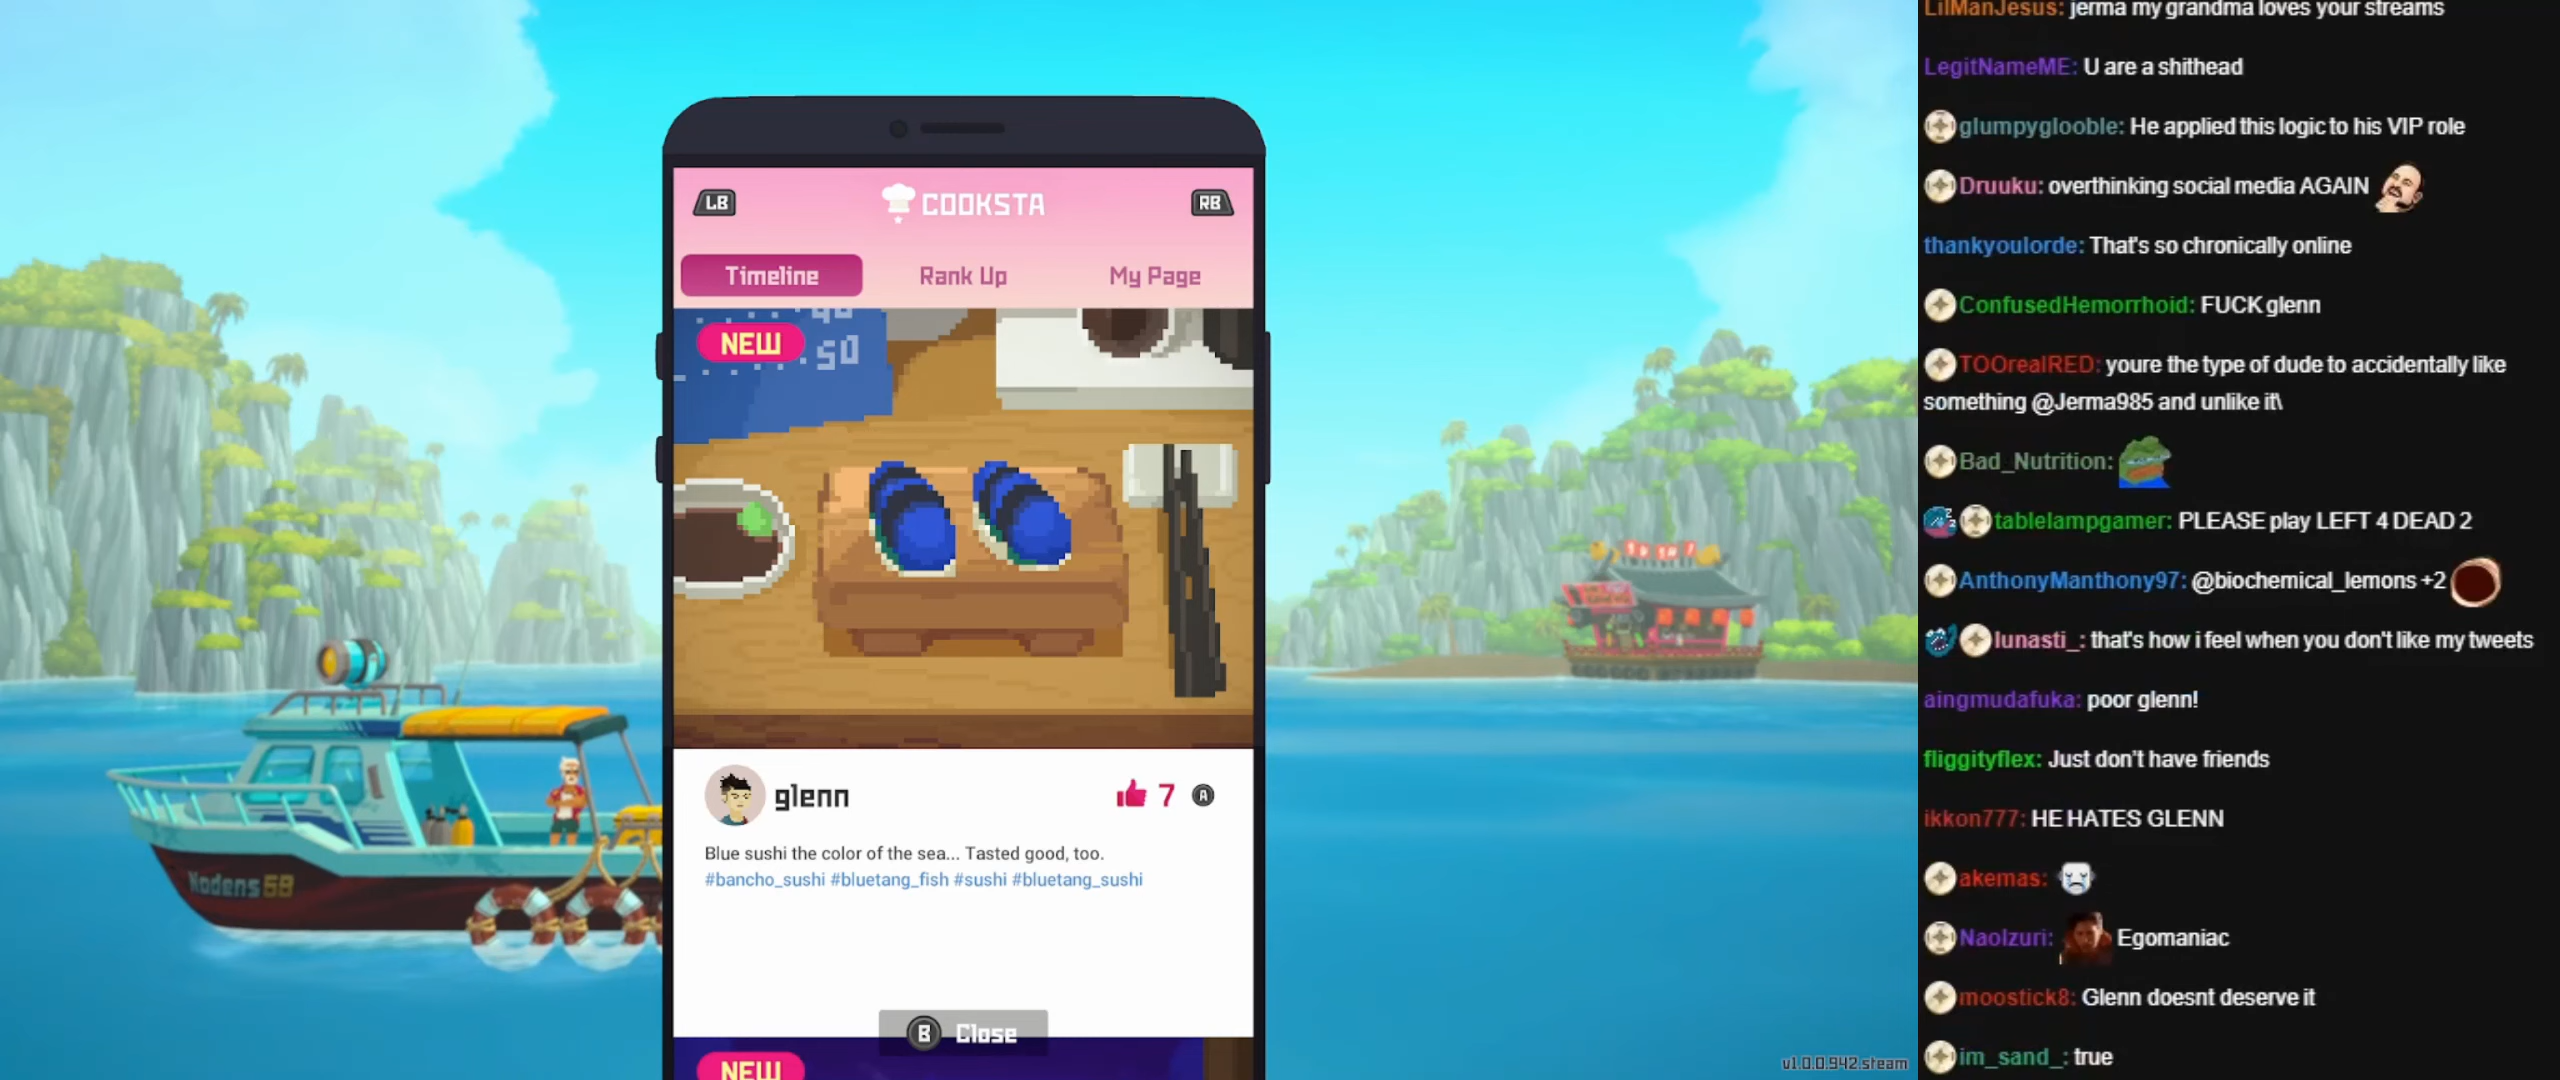 LB
COOKSTA
RB
Timeline
Rank Up
My Page
NEW
50
glenn
7
A
Blue sushi the color of the sea... Tasted good, too.
#bancho_sushi #bluetang_fish #sushi #bluetang_sushi
B Close
NEW
Nodens 68
SUSHI
v1.0.0.942.steam
LilManJesus: jerma my grandma loves your streams
LegitNameME: U are a shithead
glumpyglooble: He applied this logic to his VIP role
Druuku: overthinking social media AGAIN
thankyoulorde: That's so chronically online
ConfusedHemorrhoid: FUCK glenn
TOOrealRED: youre the type of dude to accidentally like
something @Jerma985 and unlike it\
Bad_Nutrition:
tablelampgamer: PLEASE play LEFT 4 DEAD 2
AnthonyManthony97: @biochemical_lemons +2
lunasti_: that's how i feel when you don't like my tweets
aingmudafuka: poor glenn!
fliggityflex: Just don't have friends
ikkon777: HE HATES GLENN
akemas:
NaoIzuri: Egomaniac
moostick8: Glenn doesnt deserve it
im_sand_: true